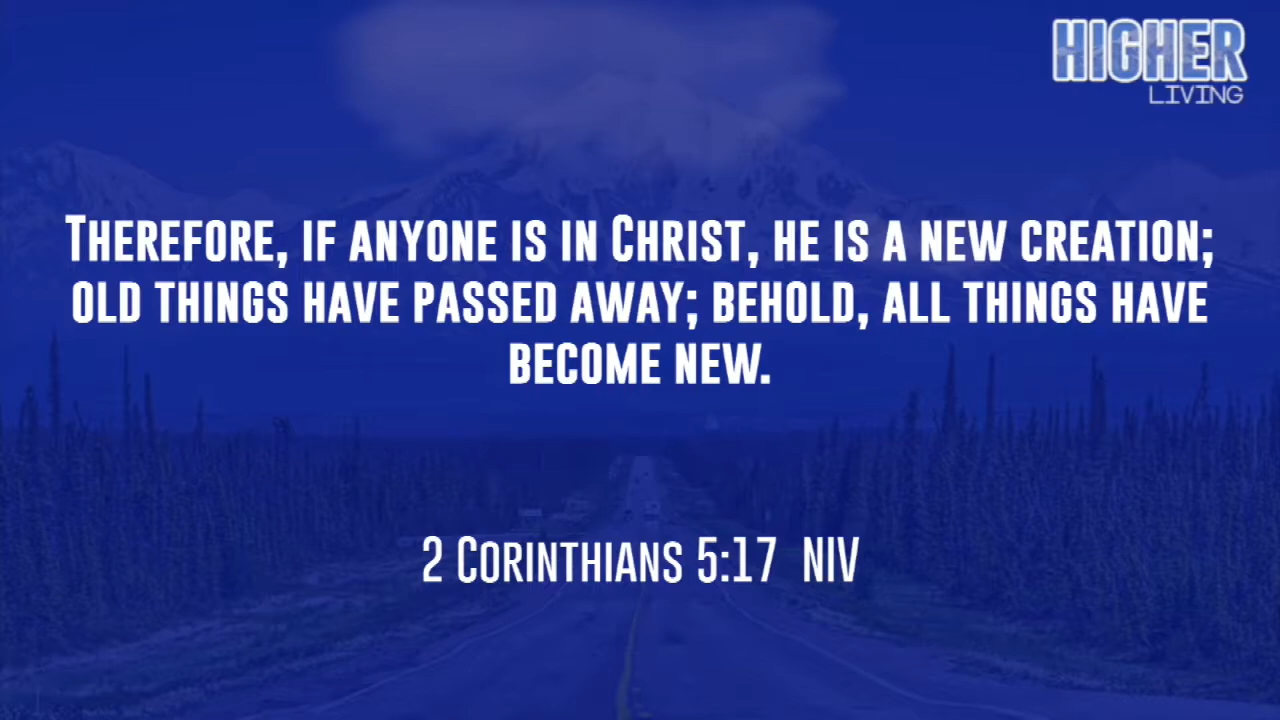 HIGHER
LIVING
Therefore, if anyone is in Christ, he is a new creation;
old things have passed away; behold, all things have
become new.
2 Corinthians 5:17 NIV